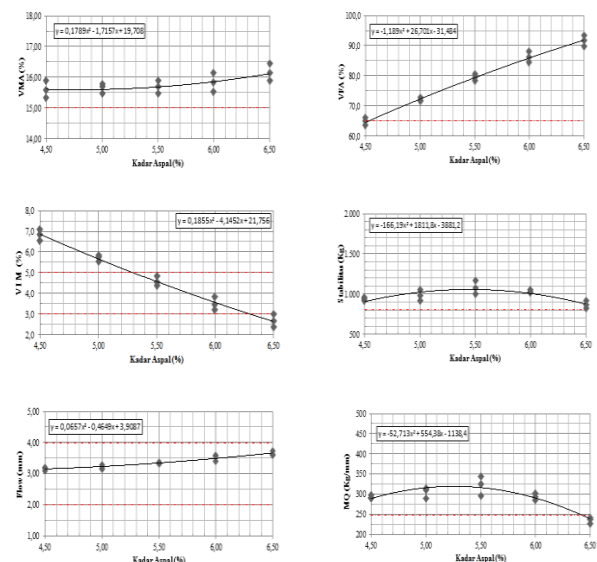 18,00
y = 0,1789x² - 1,7157x + 19,708
17,00
16,00
15,00
14,00
VMA (%)
4,50 5,00 5,50 6,00 6,50
Kadar Aspal (%)
100,0
y = -1,189x² + 26,701x - 31,484
90,0
80,0
70,0
60,0
VFA (%)
4,50 5,00 5,50 6,00 6,50
Kadar Aspal (%)
8,0
y = 0,1855x² - 4,1452x + 21,756
7,0
6,0
5,0
4,0
3,0
2,0
VIM (%)
4,50 5,00 5,50 6,00 6,50
Kadar Aspal (%)
2.000
y = -166,19x² + 1811,8x - 3881,2
1.500
1.000
500
Stabilitas (Kg)
4,50 5,00 5,50 6,00 6,50
Kadar Aspal (%)
5,00
y = 0,0657x² - 0,4649x + 3,9087
4,00
3,00
2,00
1,00
Flow (mm)
4,50 5,00 5,50 6,00 6,50
Kadar Aspal (%)
500
y = -52,713x² + 554,38x - 1138,4
450
400
350
300
250
200
MQ (Kg/mm)
4,50 5,00 5,50 6,00 6,50
Kadar Aspal (%)